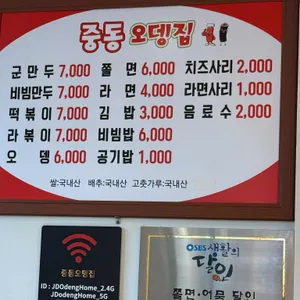 중동 오뎅집
군만두 7,000 쫄면 6,000 치즈사리 2,000
비빔만두 7,000 라면 4,000 라면사리 1,000
떡볶이 7,000 김밥 3,000 음료수 2,000
라볶이 7,000 비빔밥 6,000
오뎅 6,000 공기밥 1,000
쌀:국내산 배추:국내산 고춧가루:국내산
중동오뎅집
ID : JDOdengHome_2.4G
JDodengHome_5G
SBS 생활의
달인
쫄면·어묵 달인